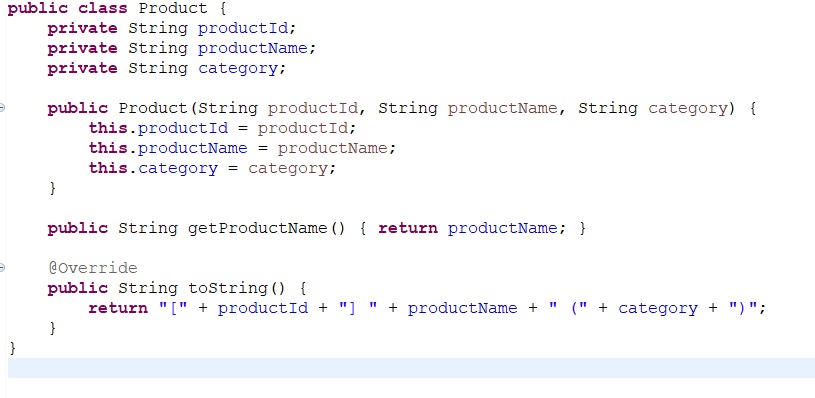 public class Product {
    private String productId;
    private String productName;
    private String category;

    public Product(String productId, String productName, String category) {
        this.productId = productId;
        this.productName = productName;
        this.category = category;
    }

    public String getProductName() { return productName; }

    @Override
    public String toString() {
        return "[" + productId + "] " + productName + " (" + category + ")";
    }
}